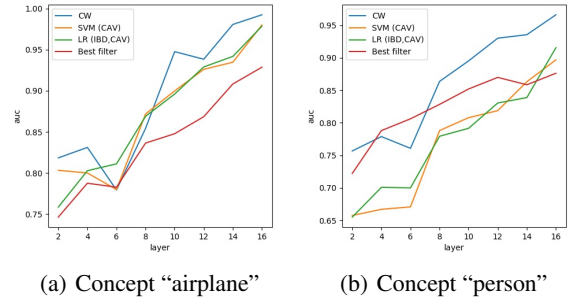 1.00
0.95
0.90
0.85
0.80
0.75
auc
2 4 6 8 10 12 14 16
layer
CW
SVM (CAV)
LR (IBD,CAV)
Best filter
(a) Concept “airplane”
0.95
0.90
0.85
0.80
0.75
0.70
0.65
auc
2 4 6 8 10 12 14 16
layer
CW
SVM (CAV)
LR (IBD,CAV)
Best filter
(b) Concept “person”